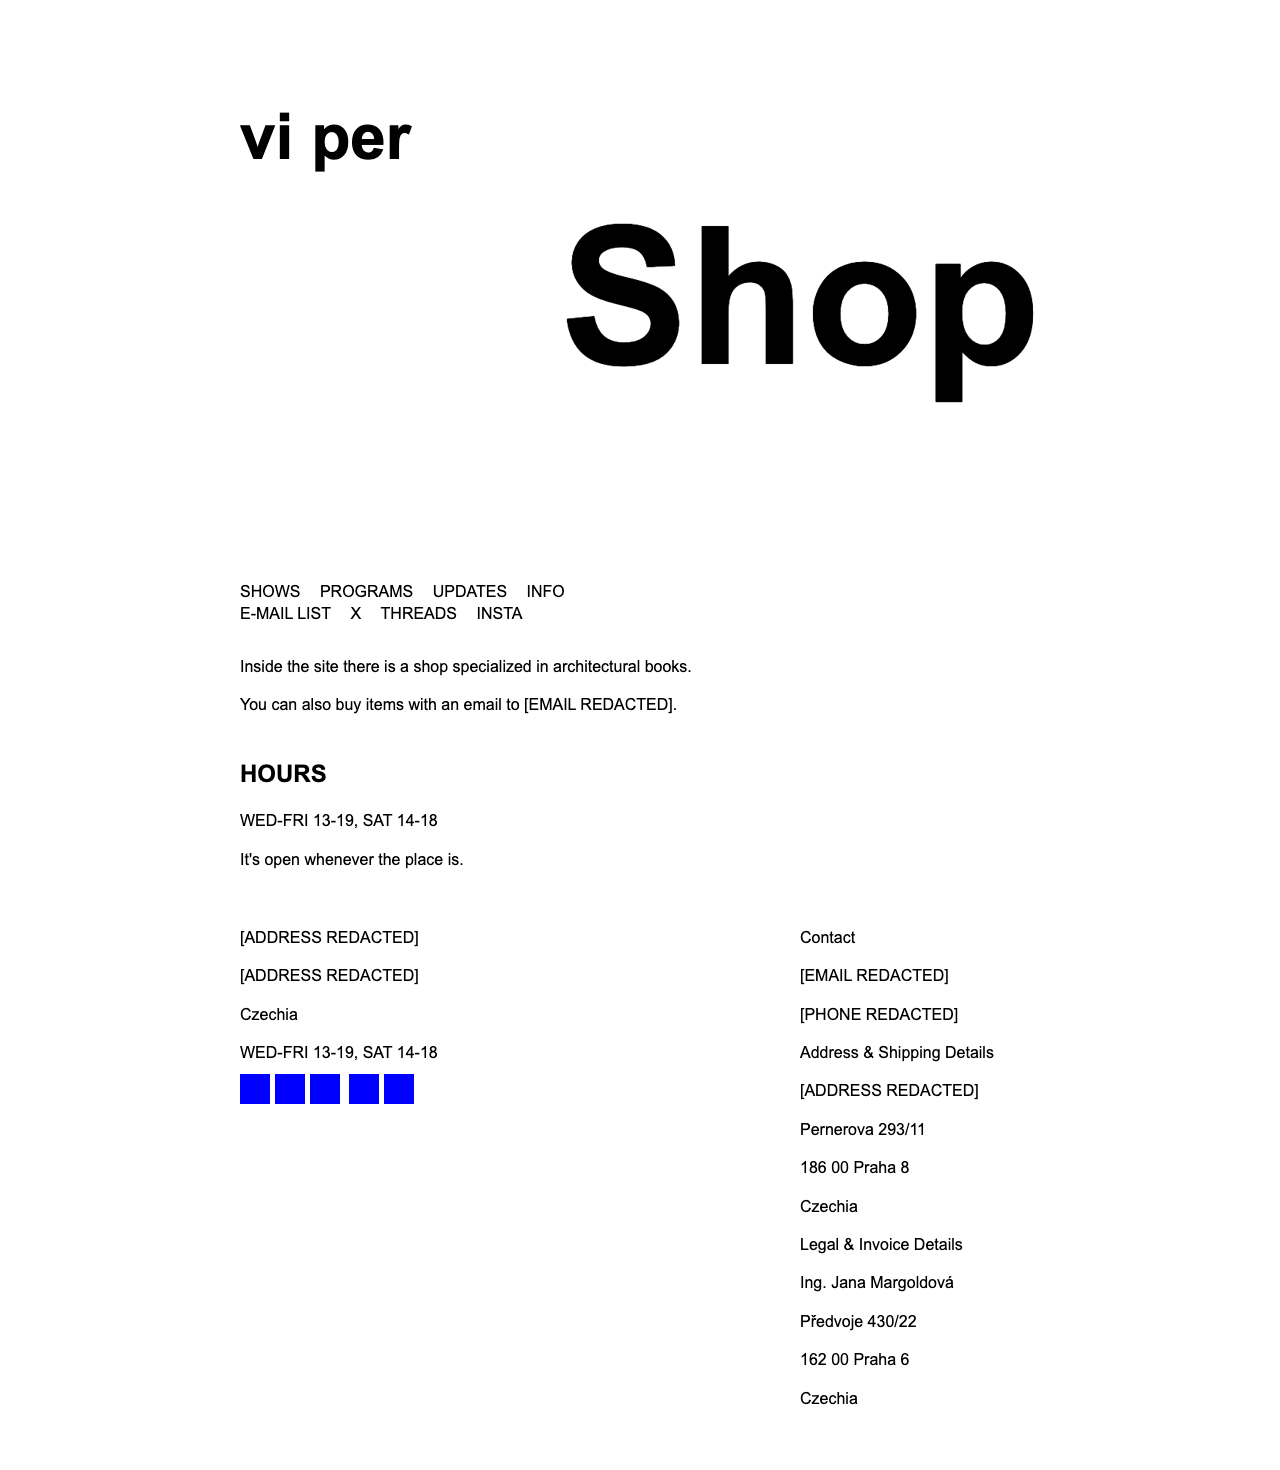 vi per
Shop
SHOWS PROGRAMS UPDATES INFO
E-MAIL LIST X THREADS INSTA
Inside the site there is a shop specialized in architectural books.
You can also buy items with an email to [EMAIL REDACTED].
HOURS
WED-FRI 13-19, SAT 14-18
It's open whenever the place is.
[ADDRESS REDACTED]
[ADDRESS REDACTED]
Czechia
WED-FRI 13-19, SAT 14-18
Contact
[EMAIL REDACTED]
[PHONE REDACTED]
Address & Shipping Details
[ADDRESS REDACTED]
Pernerova 293/11
186 00 Praha 8
Czechia
Legal & Invoice Details
Ing. Jana Margoldová
Předvoje 430/22
162 00 Praha 6
Czechia